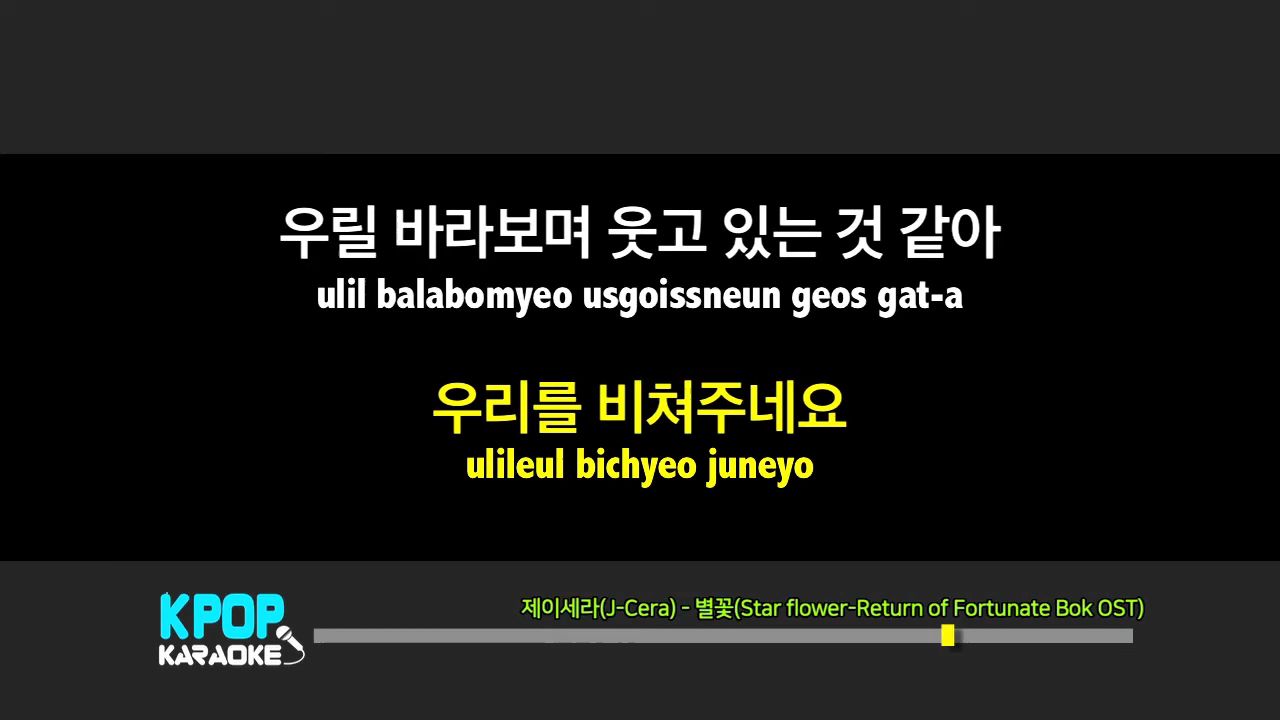 우릴 바라보며 웃고 있는 것 같아
ulil balabomyeo usgoissneun geos gat-a
우리를 비쳐주네요
ulileul bichyeo juneyo
제이세라(J-Cera) - 별꽃(Star flower-Return of Fortunate Bok OST)
KPOP
KARAOKE